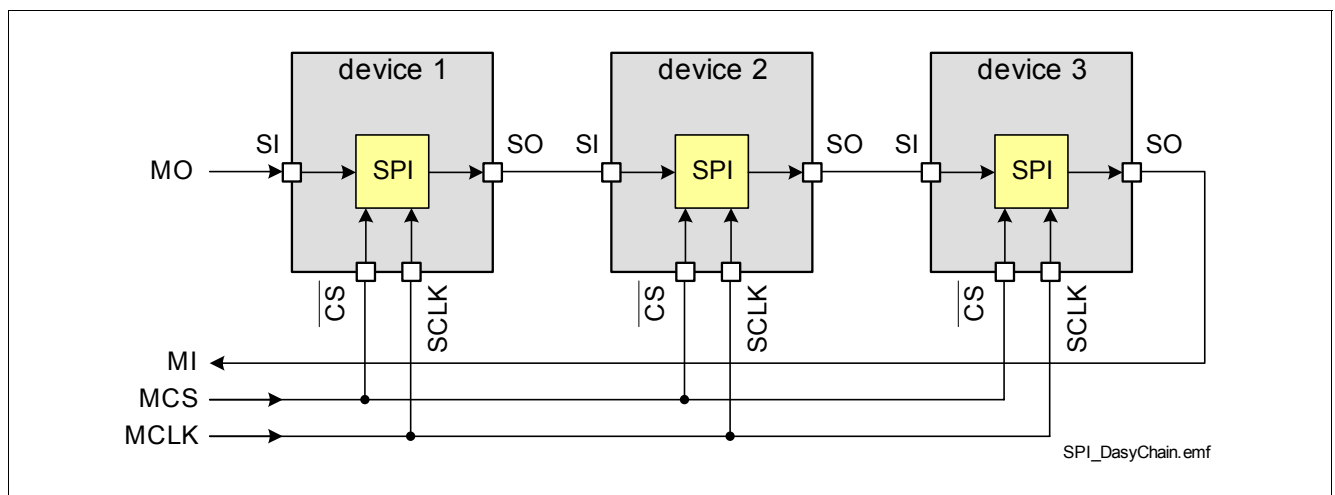 device 1 device 2 device 3
SI SO SI SO SI SO
MO SPI SPI SPI
CS SCLK CS SCLK CS SCLK
MI
MCS
MCLK
SPI_DasyChain.emf